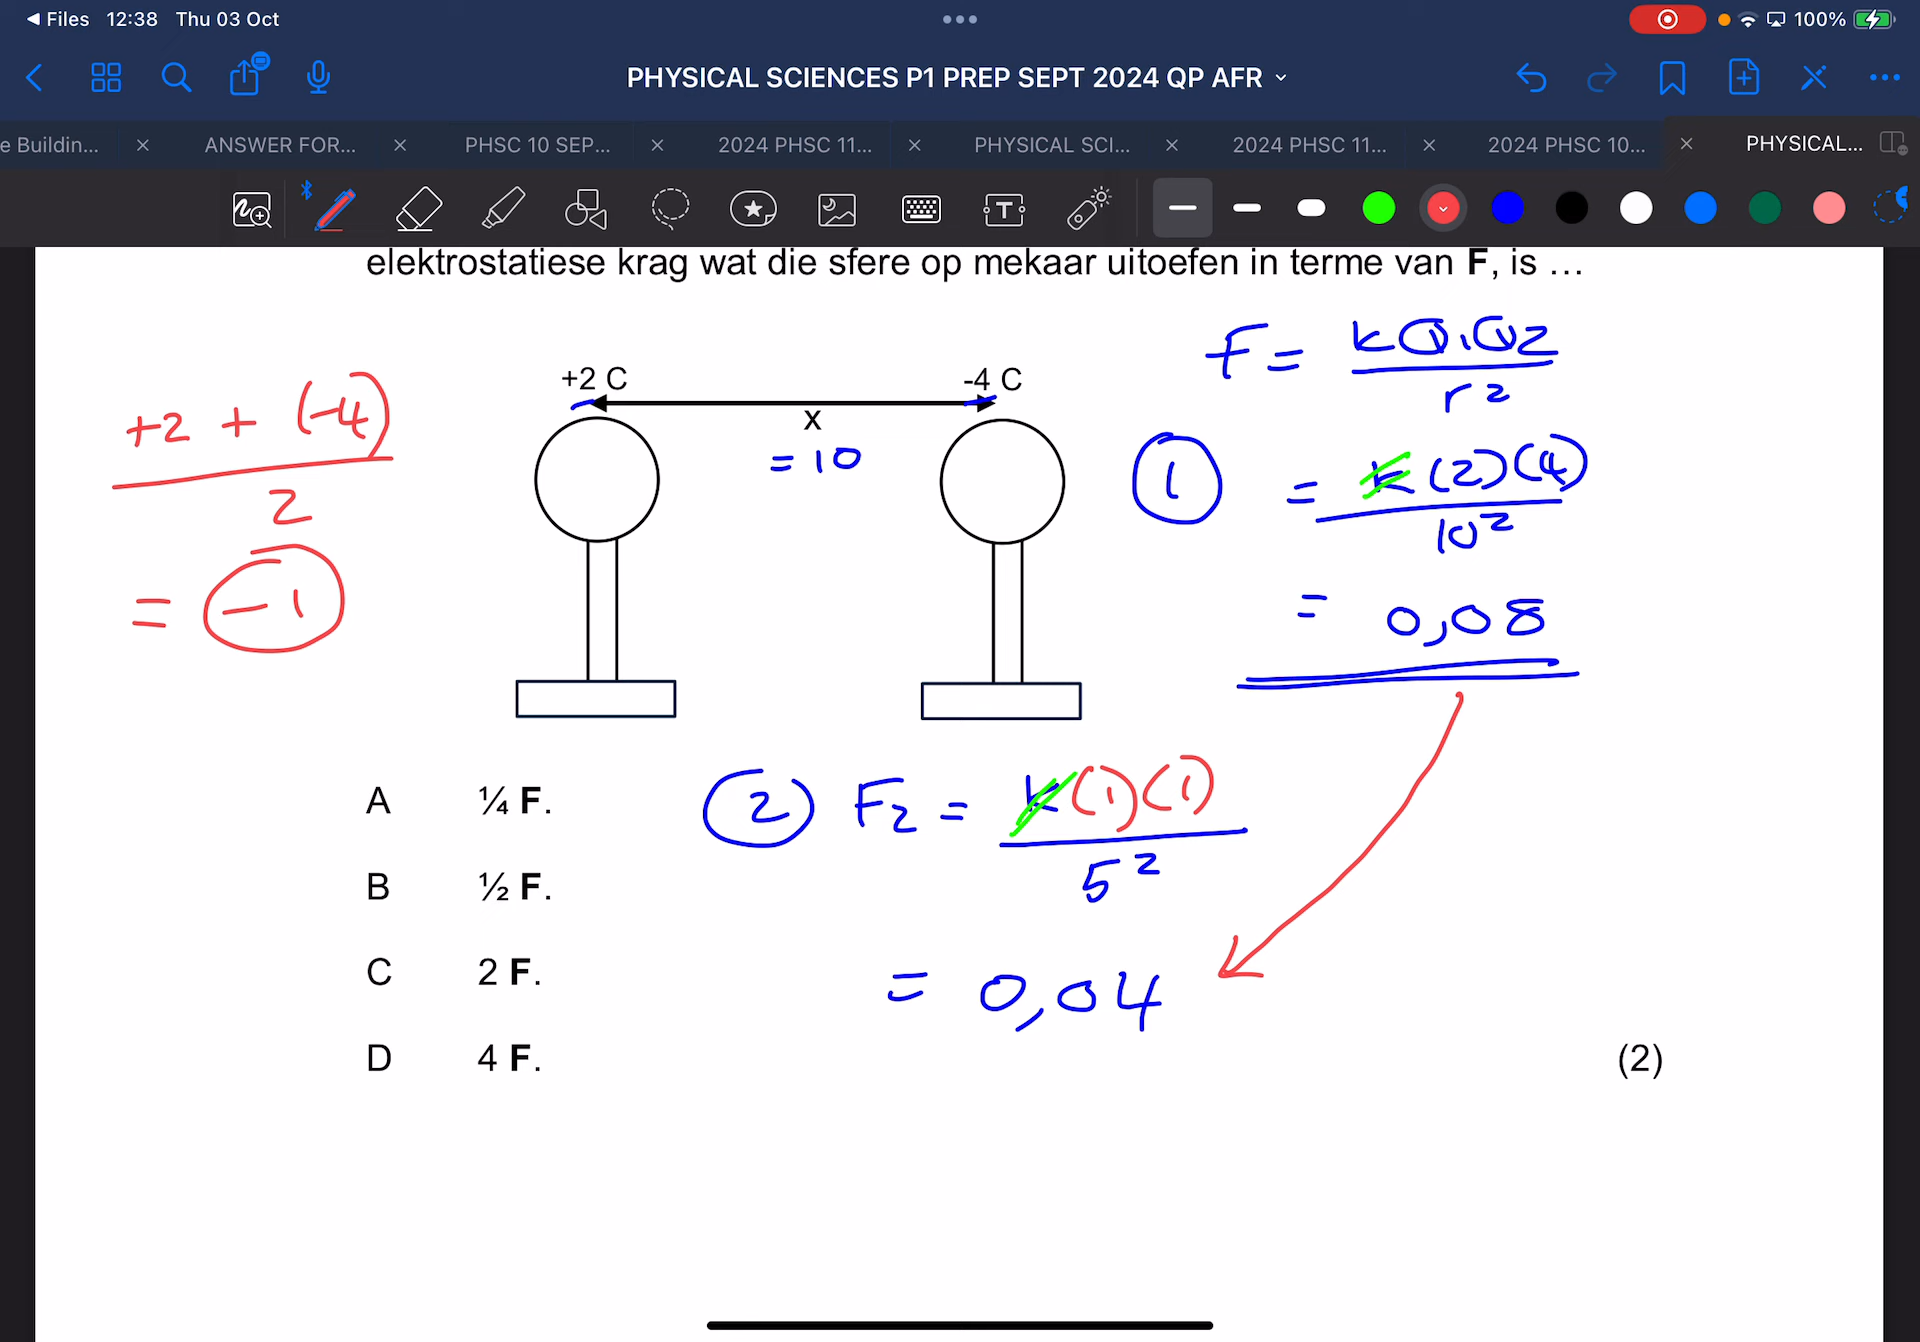 Files 12:38 Thu 03 Oct
100%
PHYSICAL SCIENCES P1 PREP SEPT 2024 QP AFR
e Buildin... ANSWER FOR... PHSC 10 SEP... 2024 PHSC 11... PHYSICAL SCI... 2024 PHSC 11... 2024 PHSC 10... PHYSICAL...
elektrostatiese krag wat die sfere op mekaar uitoefen in terme van F, is …
F = kQ1Q2
r²
+2 C
-4 C
x
= 10
+2 + (-4)
2
= -1
1 = k(2)(4)
10²
= 0,08
A ¼ F.
B ½ F.
C 2 F.
D 4 F.
2 F2 = k(1)(1)
5²
= 0,04
(2)